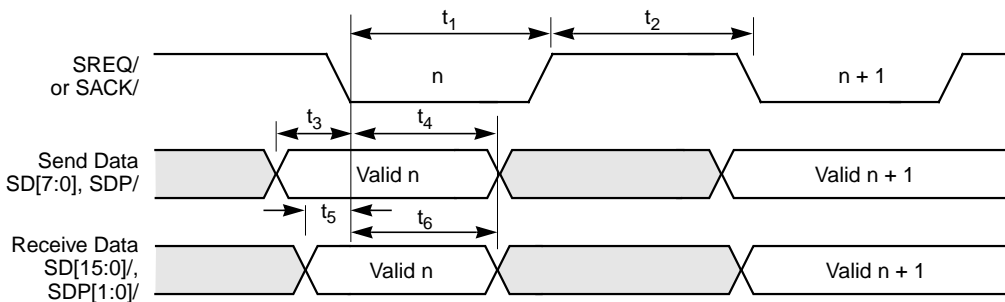 t1
t2
SREQ/
or SACK/
n
n + 1
t3
t4
Send Data
SD[7:0], SDP/
Valid n
Valid n + 1
t5
t6
Receive Data
SD[15:0]/,
SDP[1:0]/
Valid n
Valid n + 1